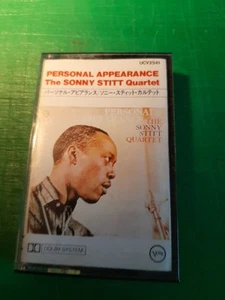 UCY3591
PERSONAL APPEARANCE
The SONNY STITT Quartet
パーソナル・アピアランス/ソニー・スティット・カルテット
THE
SONNY
STITT
QUARTET
DOLBY SYSTEM
Verve